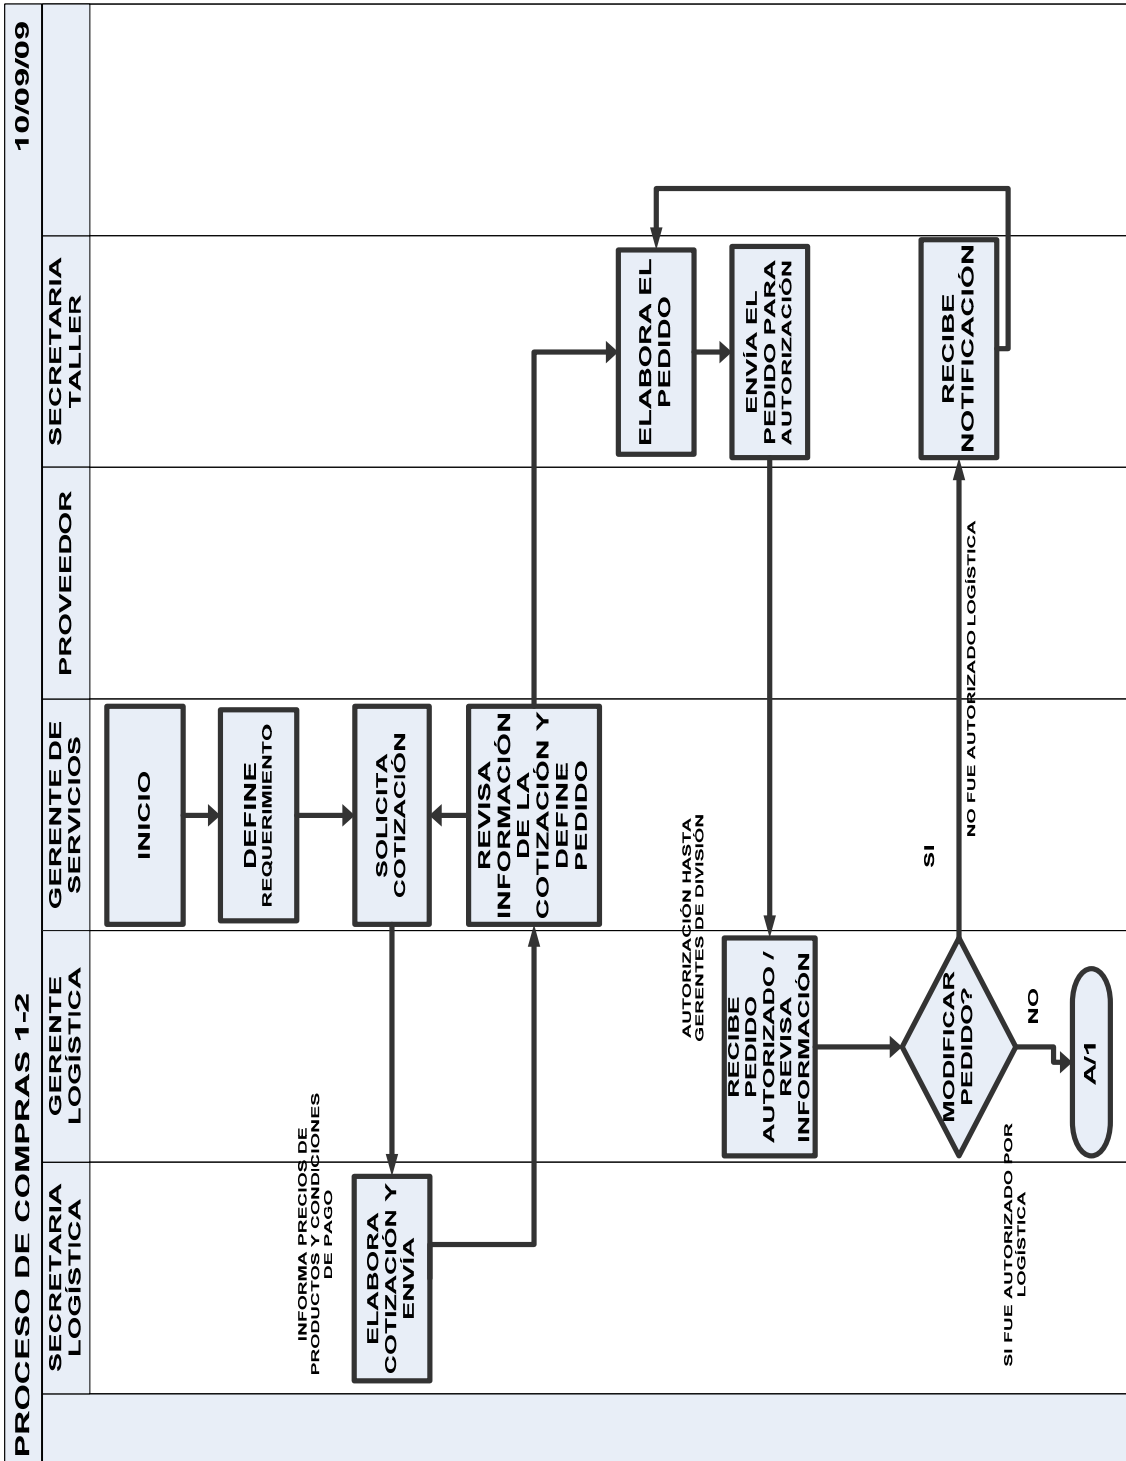 PROCESO DE COMPRAS 1-2
10/09/09
SECRETARIA
LOGÍSTICA
GERENTE
LOGÍSTICA
GERENTE DE
SERVICIOS
PROVEEDOR
SECRETARIA
TALLER
INICIO
DEFINE
REQUERIMIENTO
SOLICITA
COTIZACIÓN
INFORMA PRECIOS DE
PRODUCTOS Y CONDICIONES
DE PAGO
ELABORA
COTIZACIÓN Y
ENVÍA
REVISA
INFORMACIÓN
DE LA
COTIZACIÓN Y
DEFINE
PEDIDO
ELABORA EL
PEDIDO
ENVÍA EL
PEDIDO PARA
AUTORIZACIÓN
AUTORIZACIÓN HASTA
GERENTES DE DIVISIÓN
RECIBE
PEDIDO
AUTORIZADO /
REVISA
INFORMACIÓN
MODIFICAR
PEDIDO?
SI
NO FUE AUTORIZADO LOGÍSTICA
RECIBE
NOTIFICACIÓN
NO
SI FUE AUTORIZADO POR
LOGÍSTICA
A/1